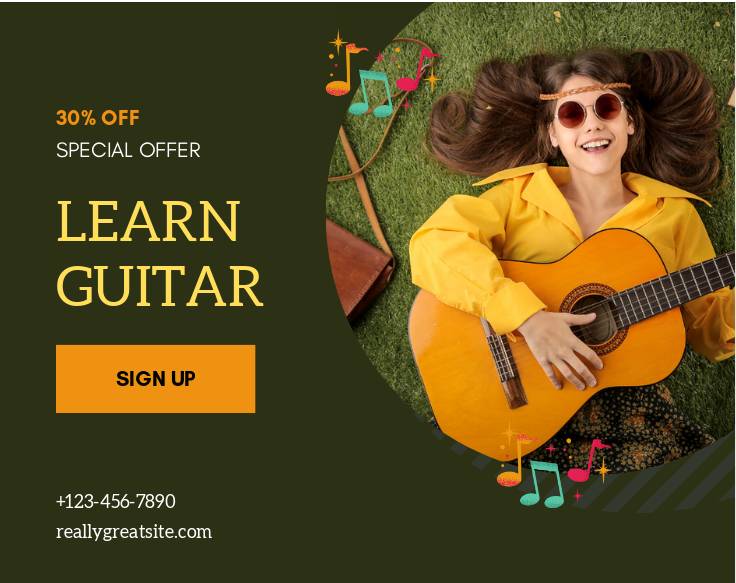 30% OFF
SPECIAL OFFER
LEARN
GUITAR
SIGN UP
+123-456-7890
reallygreatsite.com